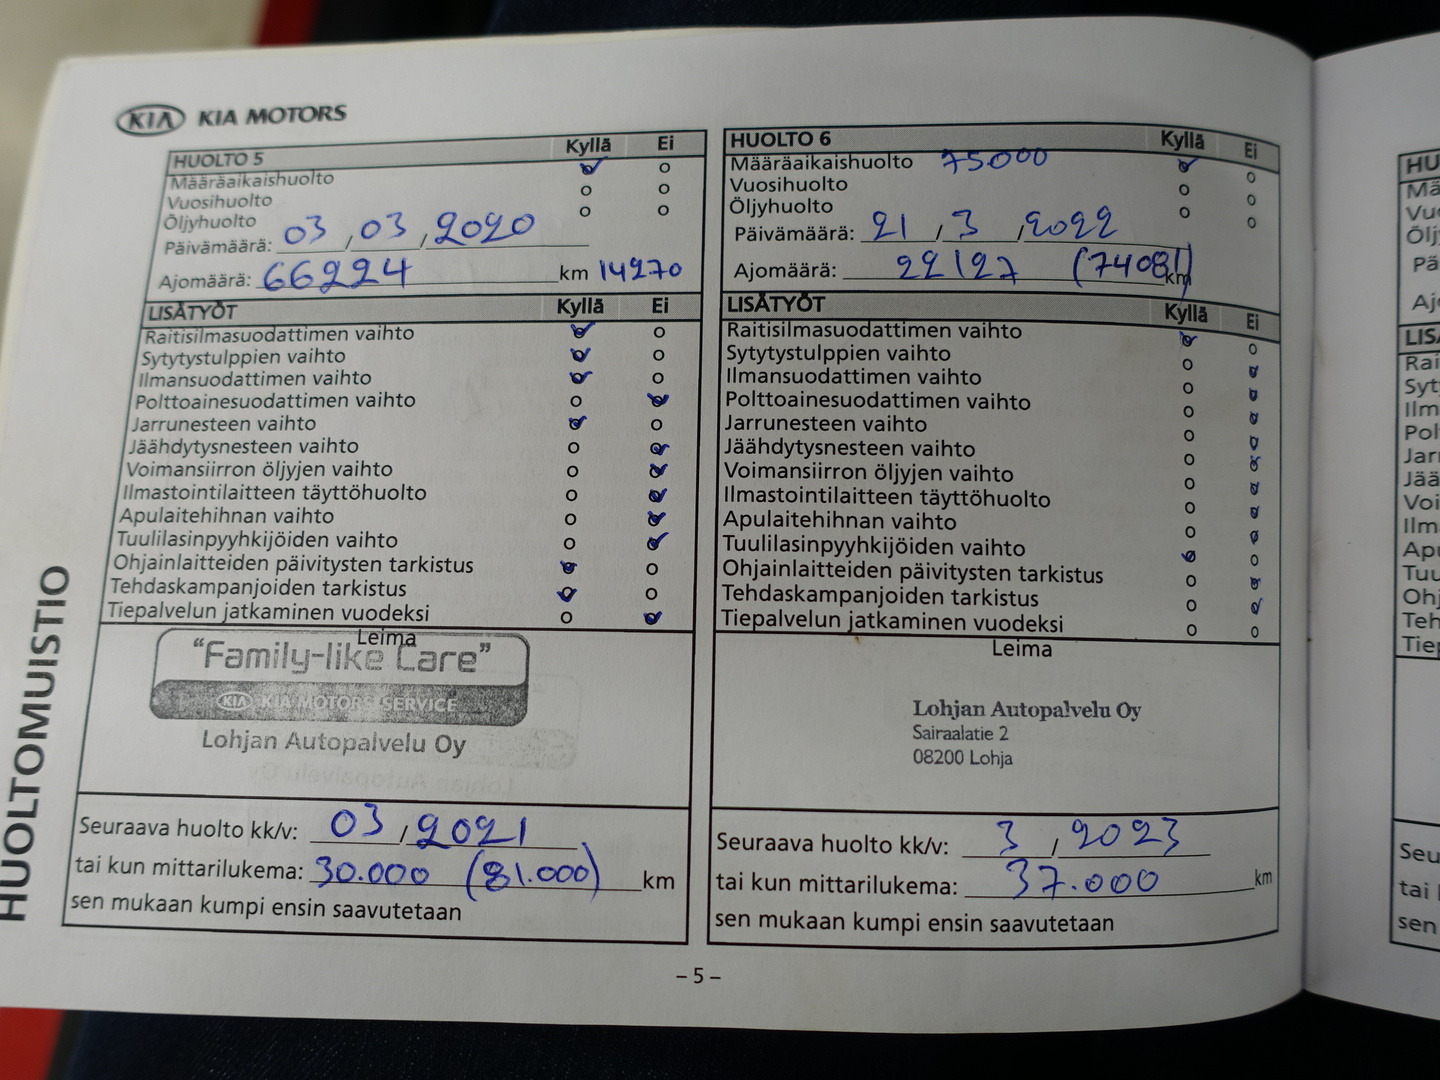 KIA KIA MOTORS
HUOLTO 5 Kyllä Ei
Määräaikaishuolto
Vuosihuolto
Öljyhuolto
Päivämäärä: 03 / 03 / 2020
Ajomäärä: 66224 km 14270
LISÄTYÖT Kyllä Ei
Raitisilmasuodattimen vaihto
Sytytystulppien vaihto
Ilmansuodattimen vaihto
Polttoainesuodattimen vaihto
Jarrunesteen vaihto
Jäähdytysnesteen vaihto
Voimansiirron öljyjen vaihto
Ilmastointilaitteen täyttöhuolto
Apulaitehihnan vaihto
Tuulilasinpyyhkijöiden vaihto
Ohjainlaitteiden päivitysten tarkistus
Tehdaskampanjoiden tarkistus
Tiepalvelun jatkaminen vuodeksi
Leima
"Family-like Care"
KIA KIA MOTORS SERVICE
Lohjan Autopalvelu Oy
Seuraava huolto kk/v: 03 / 2021
tai kun mittarilukema: 30.000 (81.000) km
sen mukaan kumpi ensin saavutetaan
HUOLTO 6 Kyllä Ei
Määräaikaishuolto 75000
Vuosihuolto
Öljyhuolto
Päivämäärä: 21 / 3 / 2022
Ajomäärä: 22127 (74081) km
LISÄTYÖT Kyllä Ei
Raitisilmasuodattimen vaihto
Sytytystulppien vaihto
Ilmansuodattimen vaihto
Polttoainesuodattimen vaihto
Jarrunesteen vaihto
Jäähdytysnesteen vaihto
Voimansiirron öljyjen vaihto
Ilmastointilaitteen täyttöhuolto
Apulaitehihnan vaihto
Tuulilasinpyyhkijöiden vaihto
Ohjainlaitteiden päivitysten tarkistus
Tehdaskampanjoiden tarkistus
Tiepalvelun jatkaminen vuodeksi
Leima
Lohjan Autopalvelu Oy
Sairaalatie 2
08200 Lohja
Seuraava huolto kk/v: 3 / 2023
tai kun mittarilukema: 37.000 km
sen mukaan kumpi ensin saavutetaan
HUOLTOMUISTIO
– 5 –